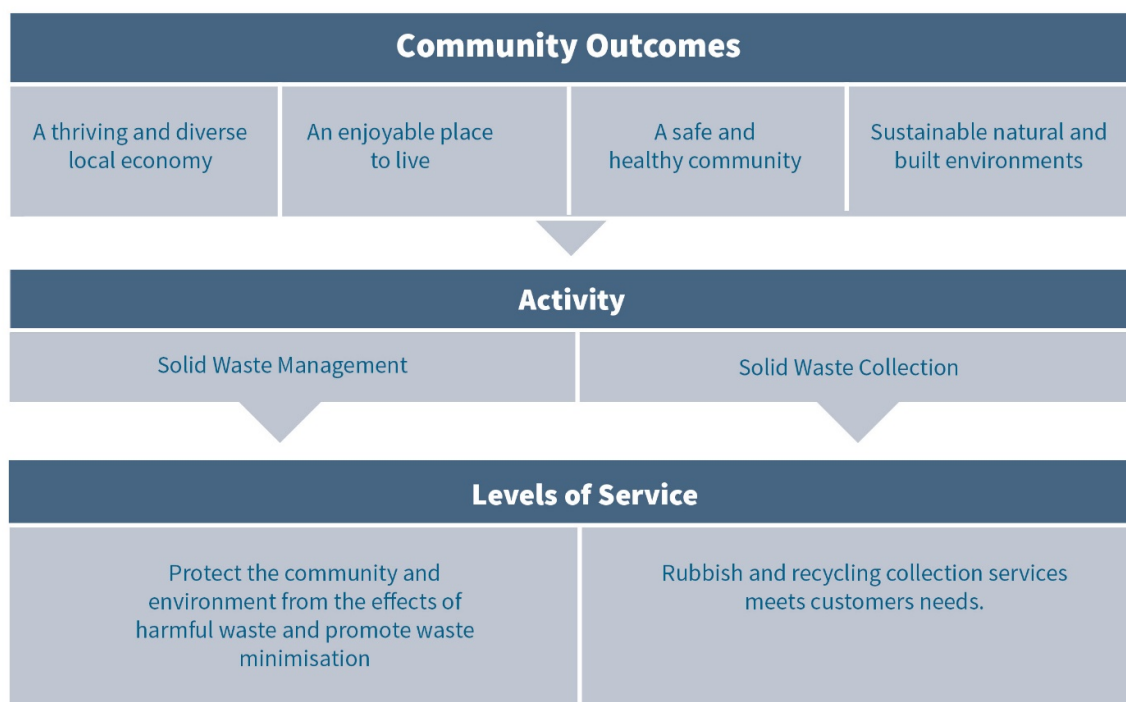 Community Outcomes
A thriving and diverse
local economy
An enjoyable place
to live
A safe and
healthy community
Sustainable natural and
built environments
Activity
Solid Waste Management
Solid Waste Collection
Levels of Service
Protect the community and
environment from the effects of
harmful waste and promote waste
minimisation
Rubbish and recycling collection services
meets customers needs.